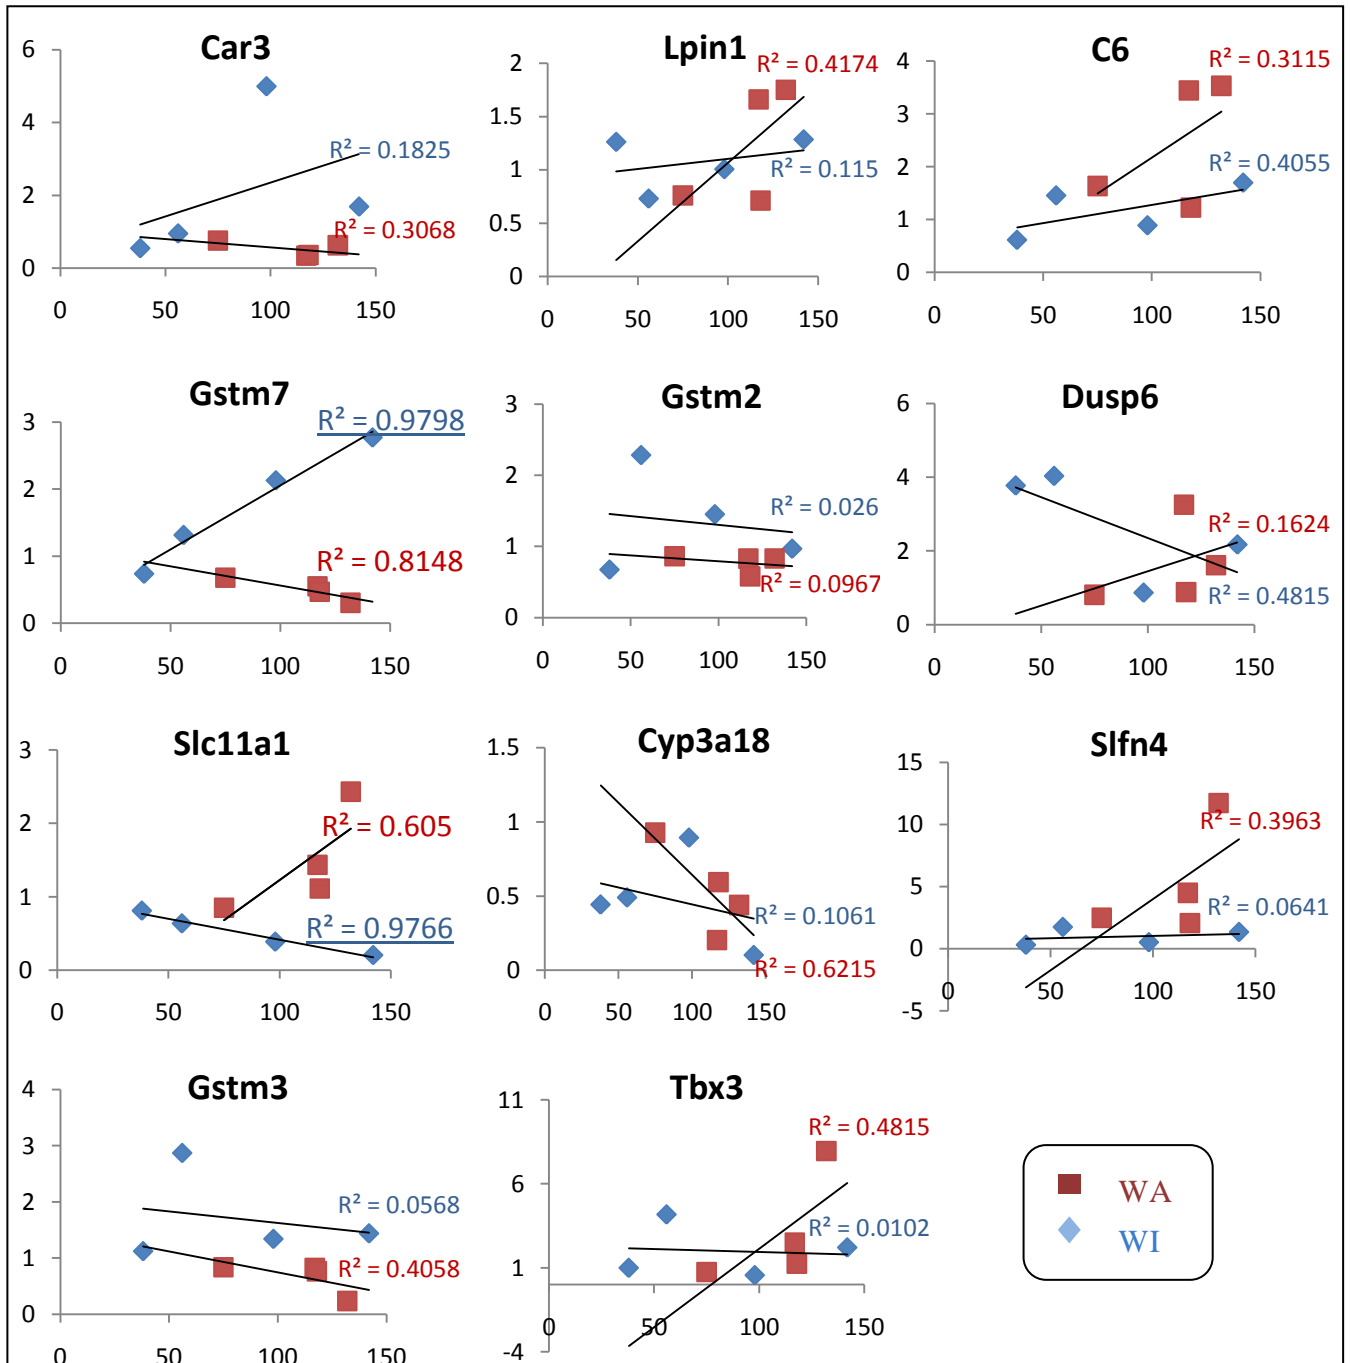 Car3
6
4
2
0
0
50
100
150
R² = 0.1825
R² = 0.3068
Lpin1
2
1.5
1
0.5
0
0
50
100
150
R² = 0.4174
R² = 0.115
C6
4
3
2
1
0
0
50
100
150
R² = 0.3115
R² = 0.4055
Gstm7
3
2
1
0
0
50
100
150
R² = 0.9798
R² = 0.8148
Gstm2
3
2
1
0
0
50
100
150
R² = 0.026
R² = 0.0967
Dusp6
6
4
2
0
0
50
100
150
R² = 0.1624
R² = 0.4815
Slc11a1
3
2
1
0
0
50
100
150
R² = 0.605
R² = 0.9766
Cyp3a18
1.5
1
0.5
0
0
50
100
150
R² = 0.1061
R² = 0.6215
Slfn4
15
10
5
0
-5
0
50
100
150
R² = 0.3963
R² = 0.0641
Gstm3
4
3
2
1
0
0
50
100
150
R² = 0.0568
R² = 0.4058
Tbx3
11
6
1
-4
0
50
100
150
R² = 0.4815
R² = 0.0102
WA
WI